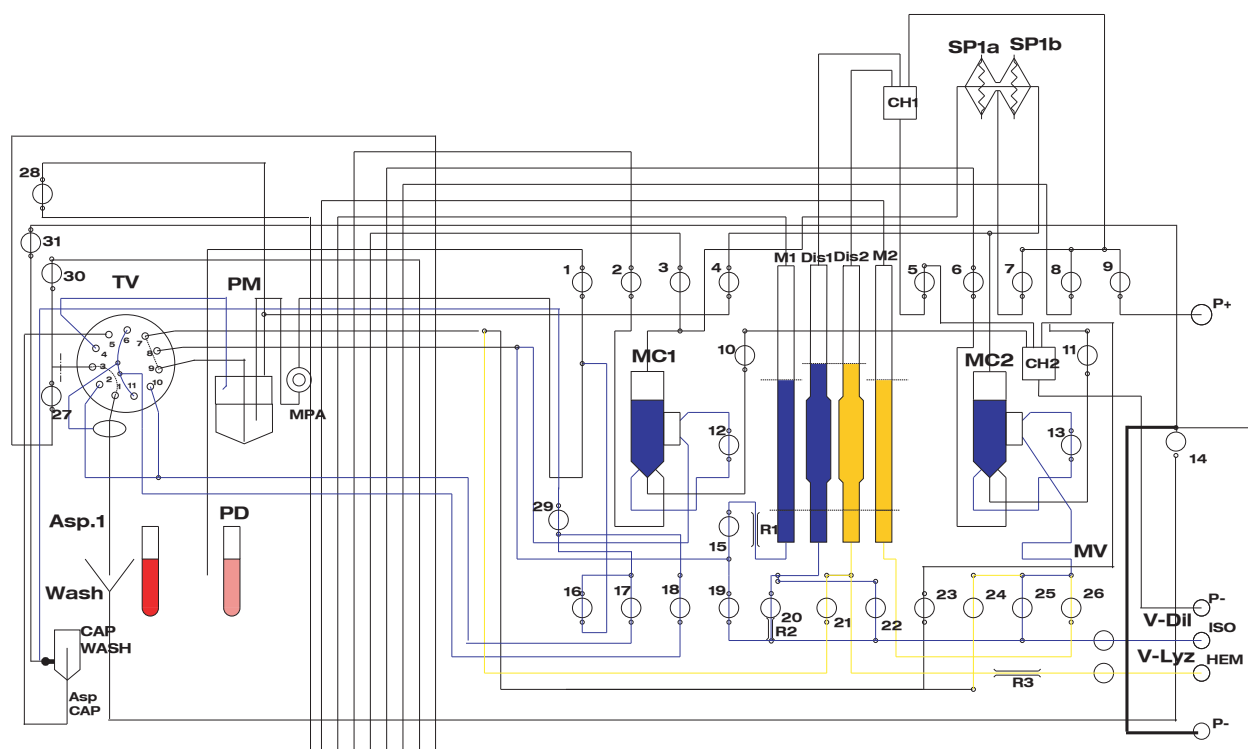 SP1a
SP1b
CH1
28
31
30
TV
PM
1
2
3
4
M1
Dis1
Dis2
M2
5
6
7
8
9
P+
7
6
5
4
8
3
9
2
1
11
10
27
MPA
MC1
10
MC2
CH2
11
12
13
14
Asp.1
PD
29
15
R1
MV
Wash
16
17
18
19
20
R2
21
22
23
24
25
26
P-
V-Dil
ISO
CAP
WASH
V-Lyz
HEM
R3
Asp
CAP
P-